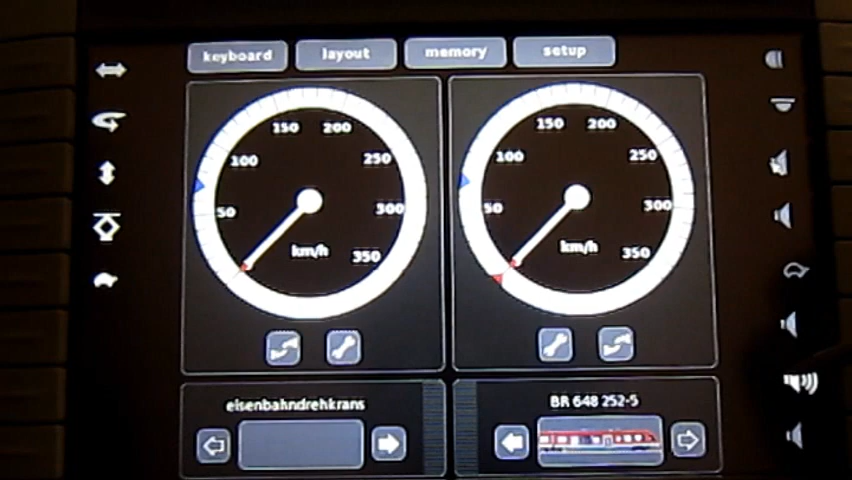 keyboard layout memory setup
150 200
100 250
50 300
km/h 350
150 200
100 250
50 300
km/h 350
eisenbahndrehkrans
BR 648 252-5